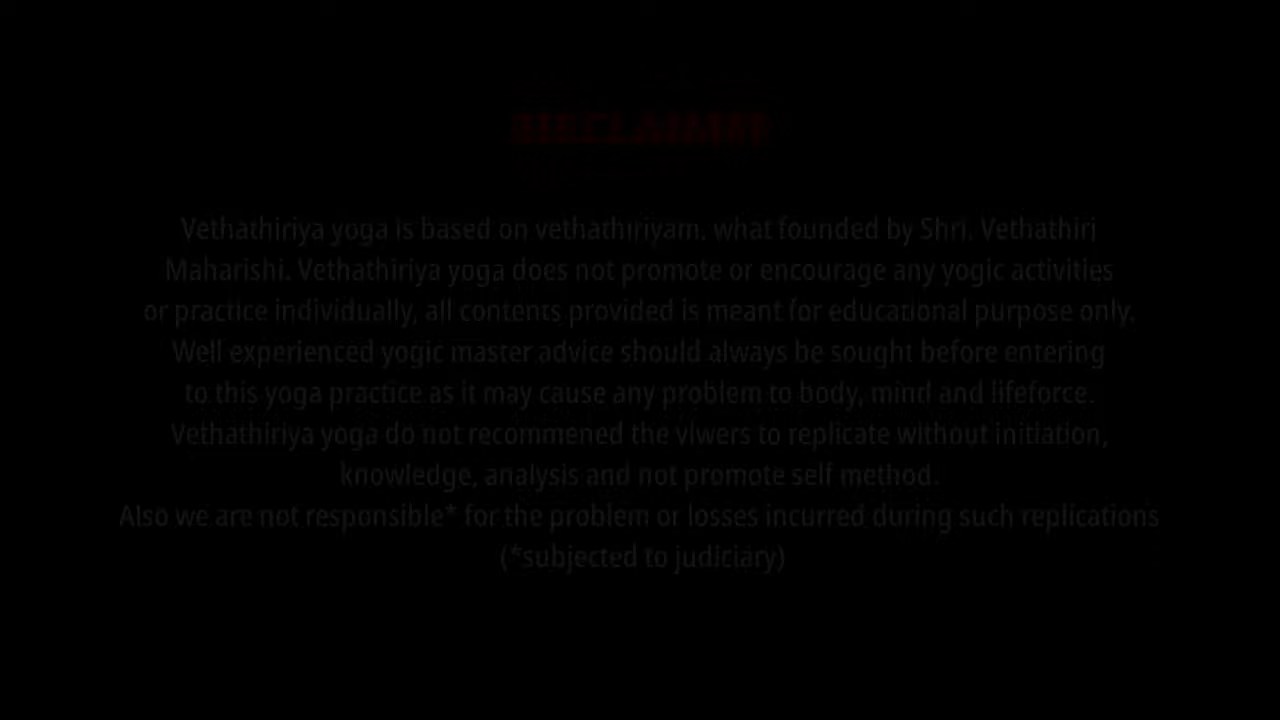 DISCLAIMER
Vethathiriya yoga is based on vethathiriyam. what founded by Shri. Vethathiri
Maharishi. Vethathiriya yoga does not promote or encourage any yogic activities
or practice individually, all contents provided is meant for educational purpose only.
Well experienced yogic master advice should always be sought before entering
to this yoga practice as it may cause any problem to body, mind and lifeforce.
Vethathiriya yoga do not recommened the viwers to replicate without initiation,
knowledge, analysis and not promote self method.
Also we are not responsible* for the problem or losses incurred during such replications
(*subjected to judiciary)